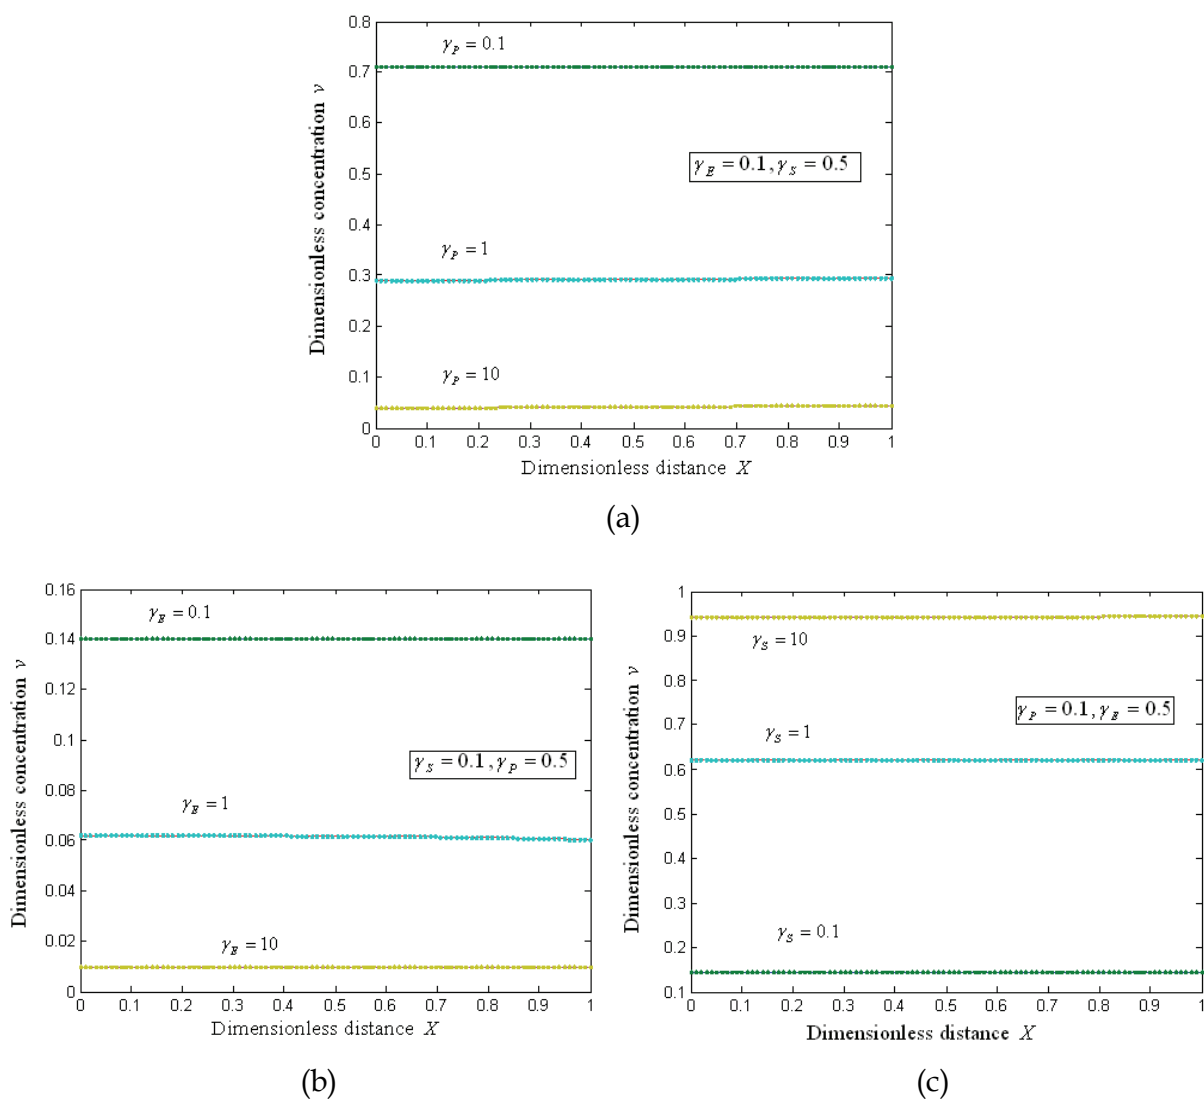 0.8
γP = 0.1
0.7
0.6
γE = 0.1, γS = 0.5
0.5
0.4
γP = 1
0.3
0.2
γP = 10
0.1
0
0 0.1 0.2 0.3 0.4 0.5 0.6 0.7 0.8 0.9 1
Dimensionless concentration v
Dimensionless distance X
(a)
0.16
γE = 0.1
0.14
0.12
0.1
γS = 0.1, γP = 0.5
0.08
γE = 1
0.06
0.04
γE = 10
0.02
0
0 0.1 0.2 0.3 0.4 0.5 0.6 0.7 0.8 0.9 1
Dimensionless concentration v
Dimensionless distance X
(b)
1
0.9
γS = 10
0.8
γP = 0.1, γE = 0.5
0.7
γS = 1
0.6
0.5
0.4
0.3
γS = 0.1
0.2
0.1
0 0.1 0.2 0.3 0.4 0.5 0.6 0.7 0.8 0.9 1
Dimensionless concentration v
Dimensionless distance X
(c)